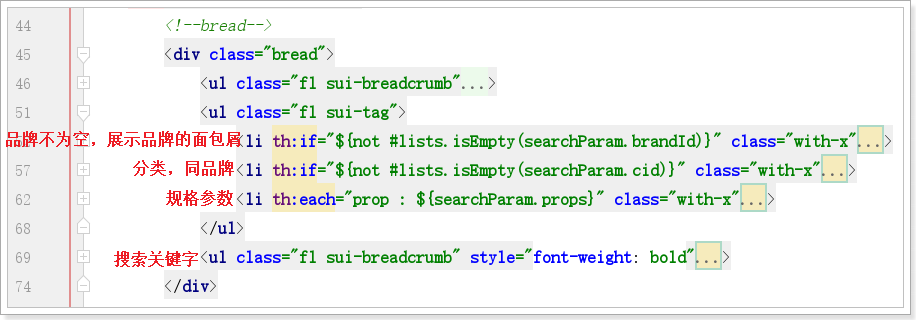 44 <!--bread-->
45 <div class="bread">
46 <ul class="fl sui-breadcrumb"...>
51 <ul class="fl sui-tag">
品牌不为空，展示品牌的面包屑 <li th:if="${not #lists.isEmpty(searchParam.brandId)}" class="with-x"...>
分类，同品牌 57 <li th:if="${not #lists.isEmpty(searchParam.cid)}" class="with-x"...>
规格参数 62 <li th:each="prop : ${searchParam.props}" class="with-x"...>
68 </ul>
搜索关键字 69 <ul class="fl sui-breadcrumb" style="font-weight: bold"...>
74 </div>